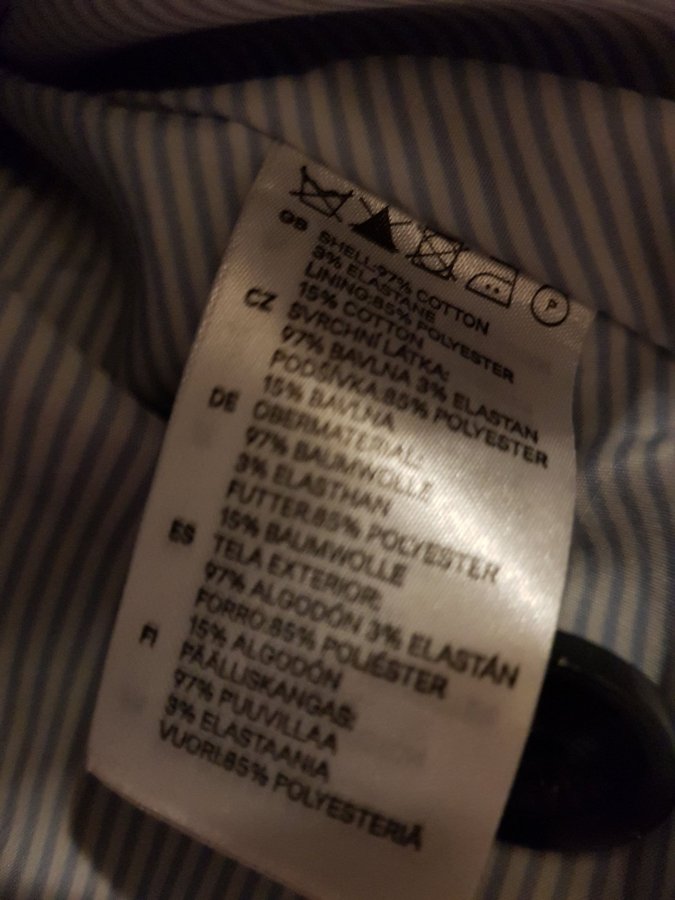 P
GB SHELL:97% COTTON
3% ELASTANE
LINING:85% POLYESTER
15% COTTON
CZ SVRCHNÍ LÁTKA:
97% BAVLNA 3% ELASTAN
PODŠÍVKA:85% POLYESTER
15% BAVLNA
DE OBERMATERIAL:
97% BAUMWOLLE
3% ELASTHAN
FUTTER:85% POLYESTER
15% BAUMWOLLE
ES TELA EXTERIOR:
97% ALGODÓN 3% ELASTÁN
FORRO:85% POLIÉSTER
15% ALGODÓN
FI PÄÄLLUSKANGAS:
97% PUUVILLAA
3% ELASTAANIA
VUORI:85% POLYESTERIÄ